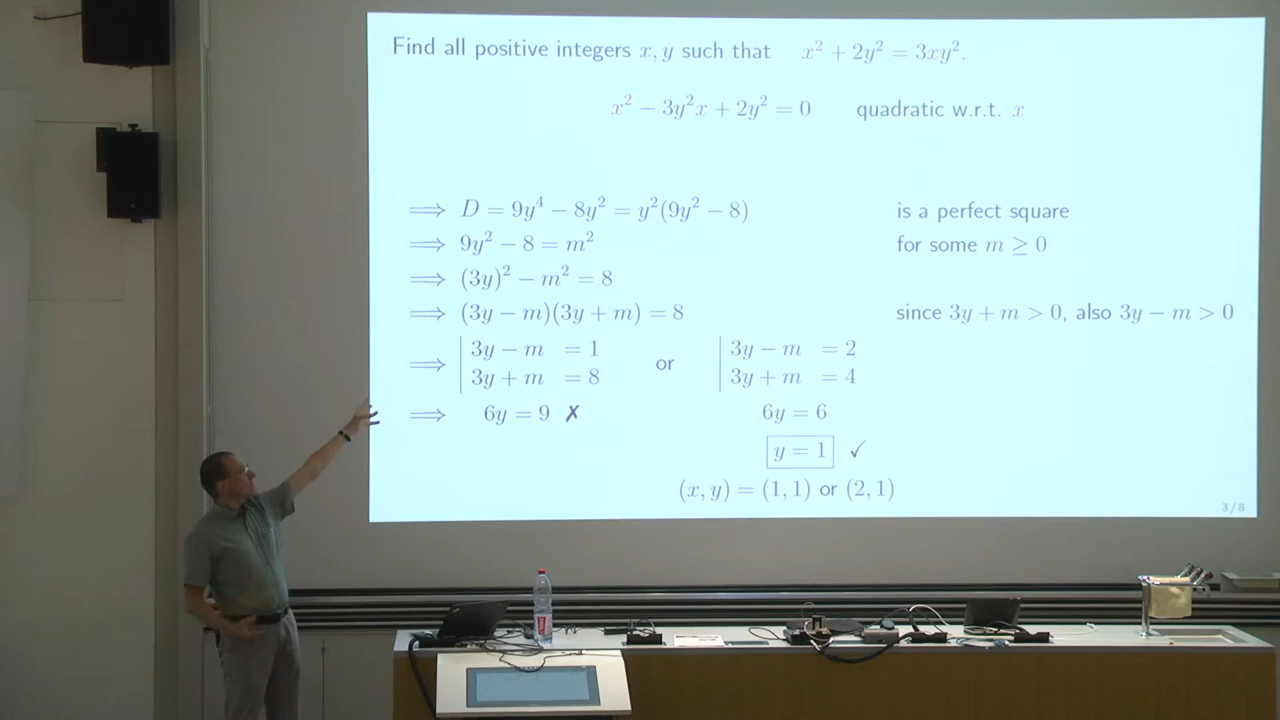 Find all positive integers x, y such that x² + 2y² = 3xy².
x² − 3y²x + 2y² = 0 quadratic w.r.t. x
⟹ D = 9y⁴ − 8y² = y²(9y² − 8) is a perfect square
⟹ 9y² − 8 = m² for some m ≥ 0
⟹ (3y)² − m² = 8
⟹ (3y − m)(3y + m) = 8 since 3y + m > 0, also 3y − m > 0
⟹ | 3y − m = 1 or | 3y − m = 2
| 3y + m = 8 | 3y + m = 4
⟹ 6y = 9 ✗ 6y = 6
y = 1 ✓
(x, y) = (1, 1) or (2, 1)
3/8